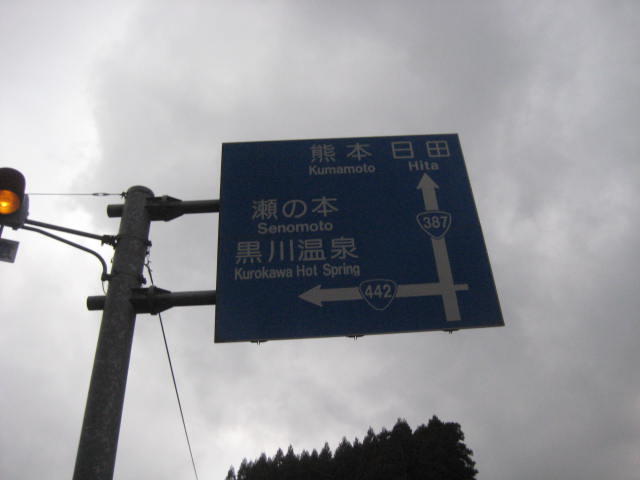 熊本 日田
Kumamoto Hita
瀬の本
Senomoto
387
黒川温泉
Kurokawa Hot Spring
442